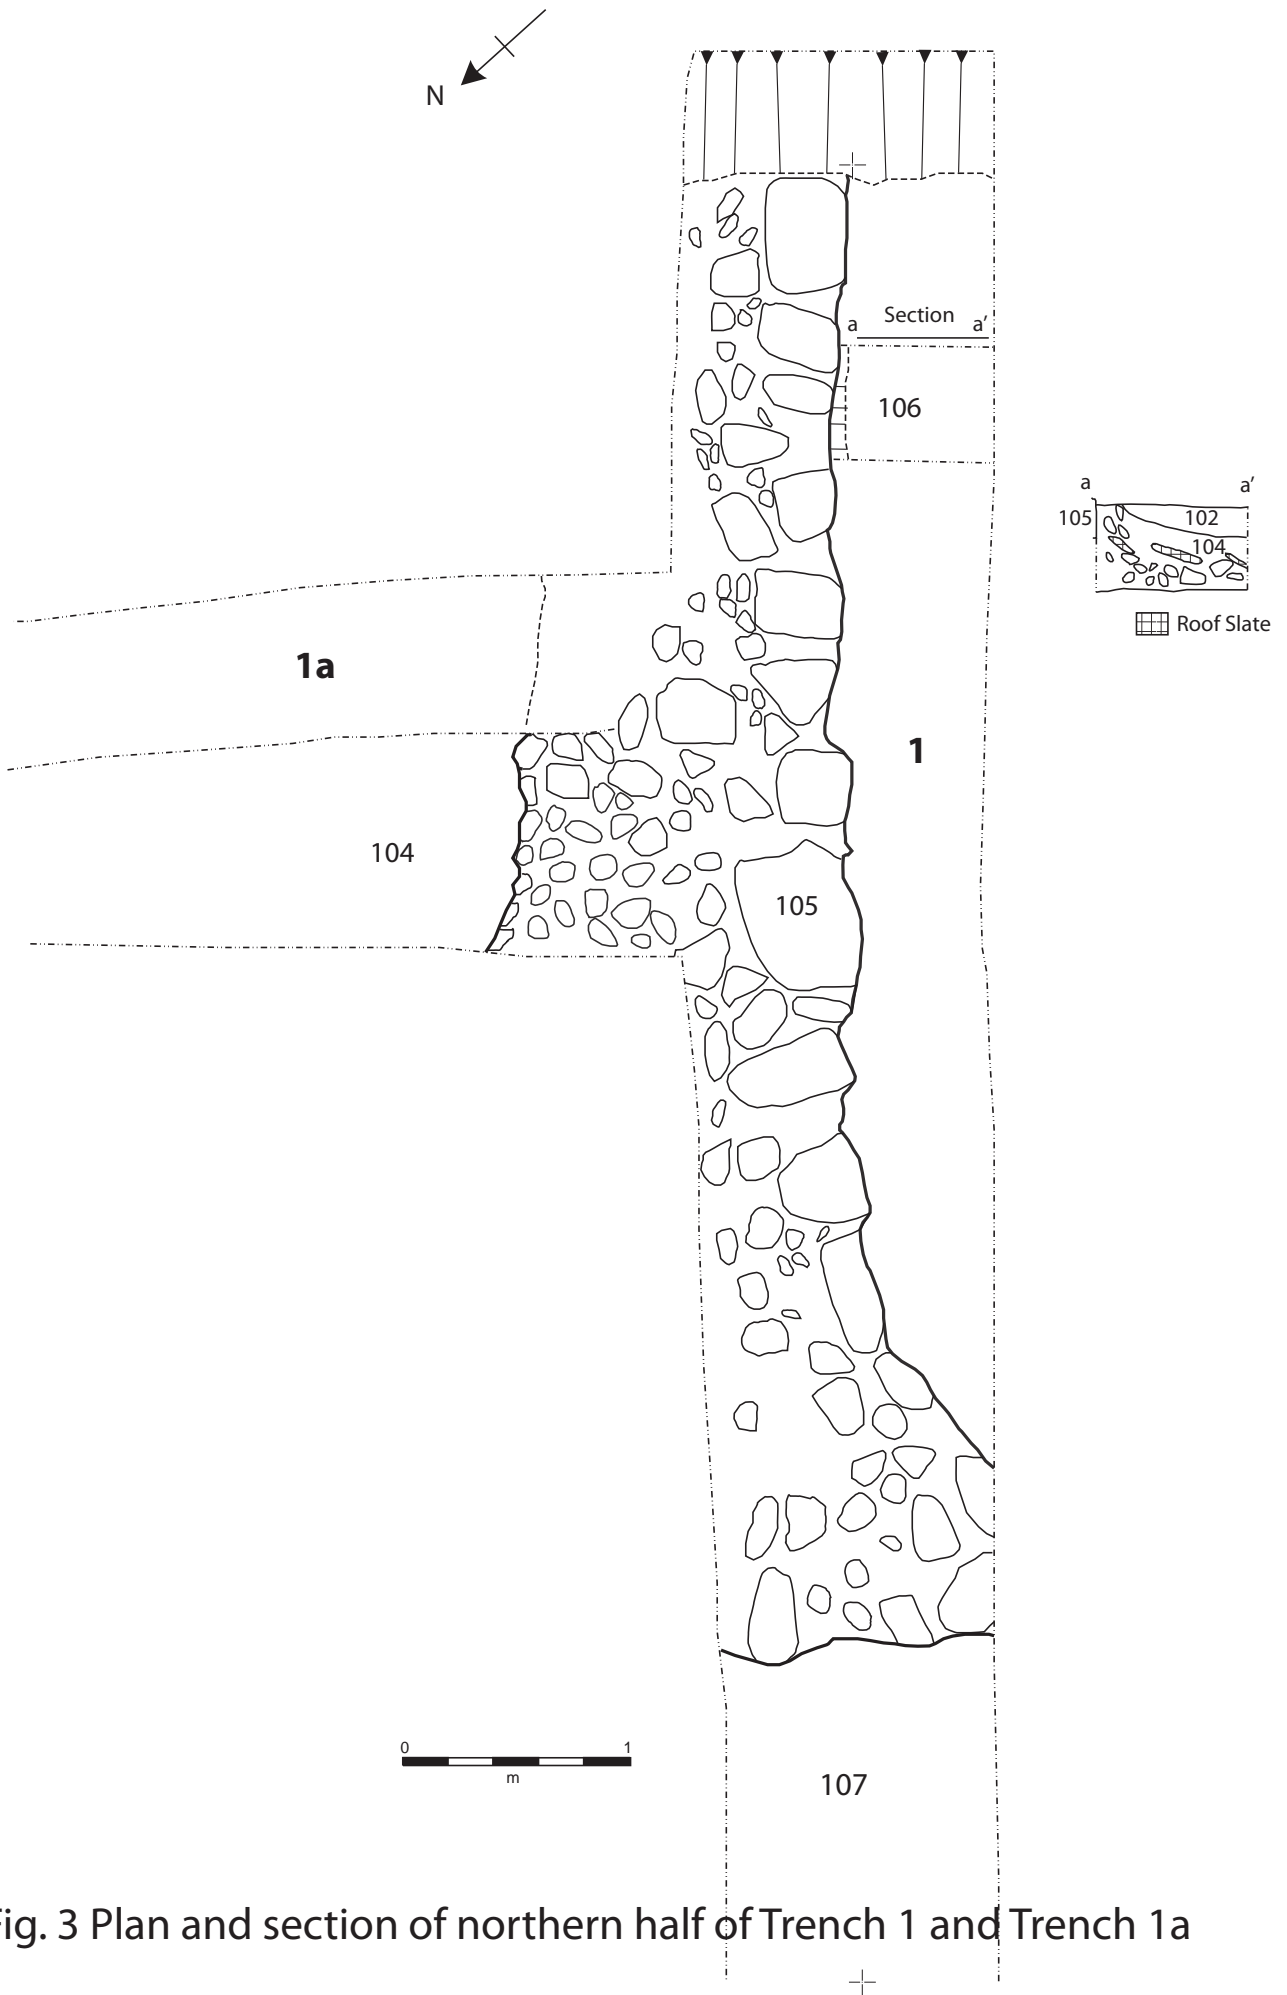 N
Section
a a'
106
a a'
105 102
104
Roof Slate
1a
1
104
105
0 1
m
107
ig. 3 Plan and section of northern half of Trench 1 and Trench 1a